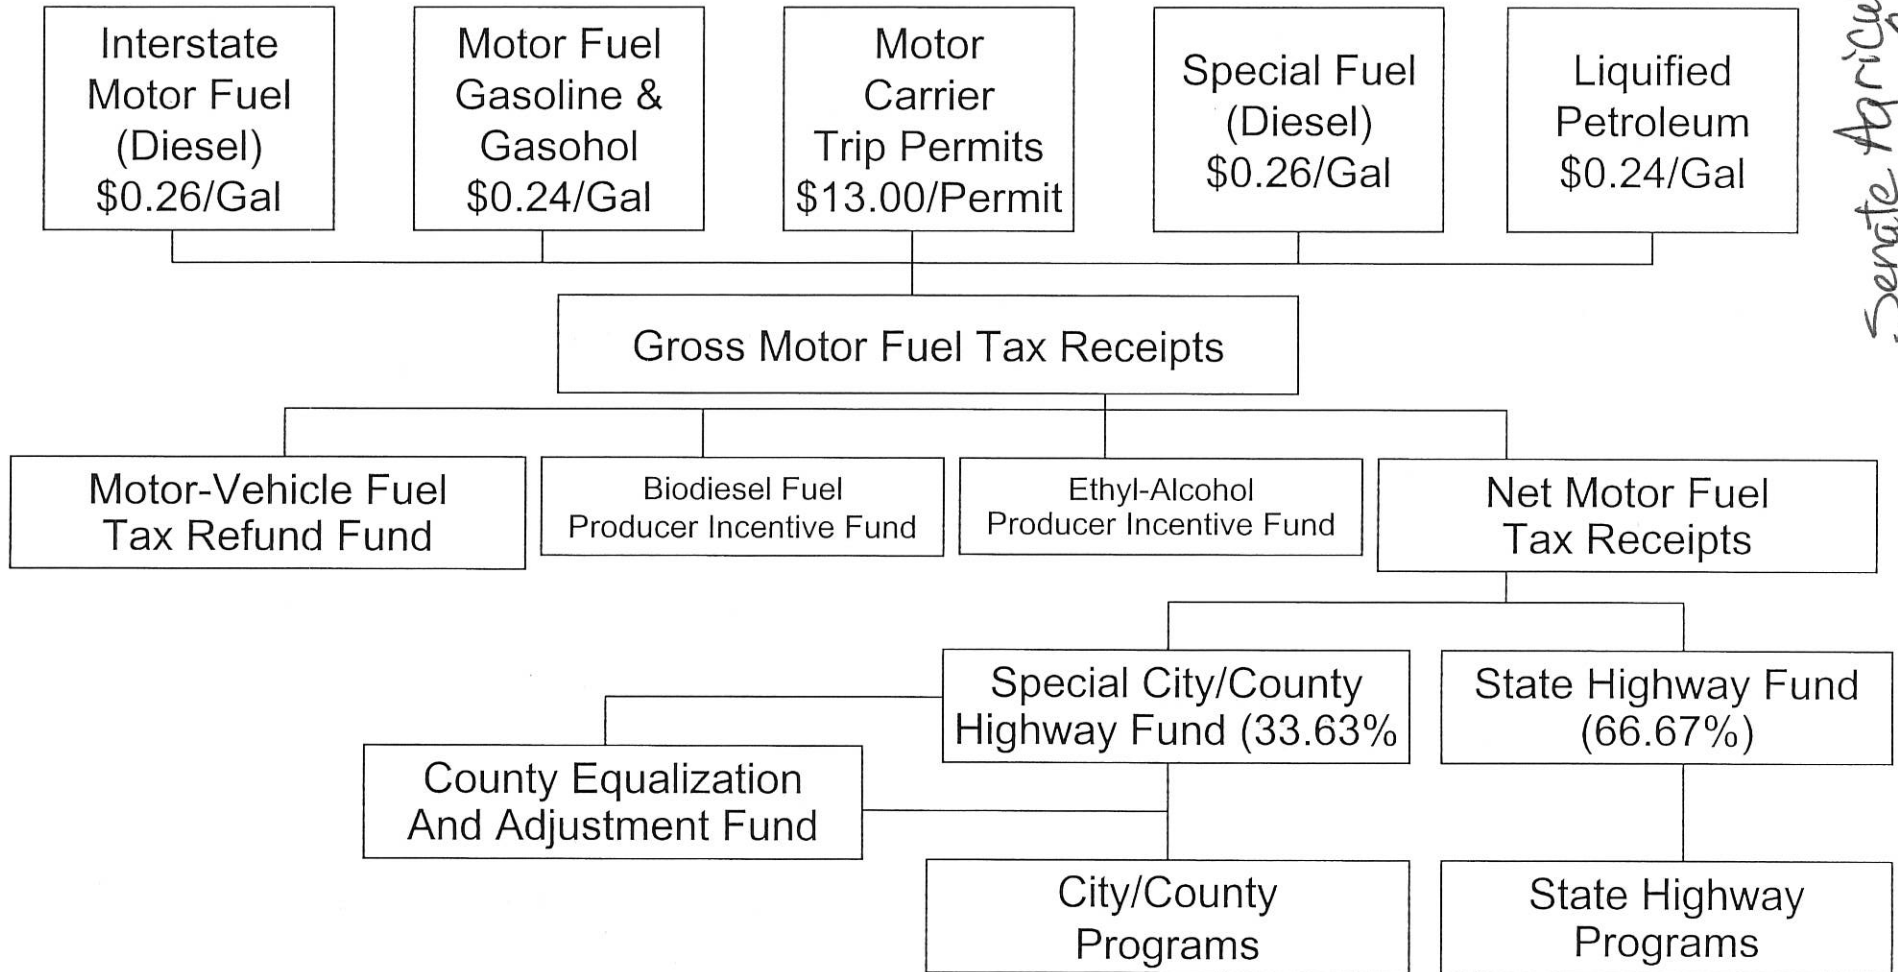 Interstate
Motor Fuel
(Diesel)
$0.26/Gal
Motor Fuel
Gasoline &
Gasohol
$0.24/Gal
Motor
Carrier
Trip Permits
$13.00/Permit
Special Fuel
(Diesel)
$0.26/Gal
Liquified
Petroleum
$0.24/Gal
Senate
Gross Motor Fuel Tax Receipts
Motor-Vehicle Fuel
Tax Refund Fund
Biodiesel Fuel
Producer Incentive Fund
Ethyl-Alcohol
Producer Incentive Fund
Net Motor Fuel
Tax Receipts
Special City/County
Highway Fund (33.63%
State Highway Fund
(66.67%)
County Equalization
And Adjustment Fund
City/County
Programs
State Highway
Programs